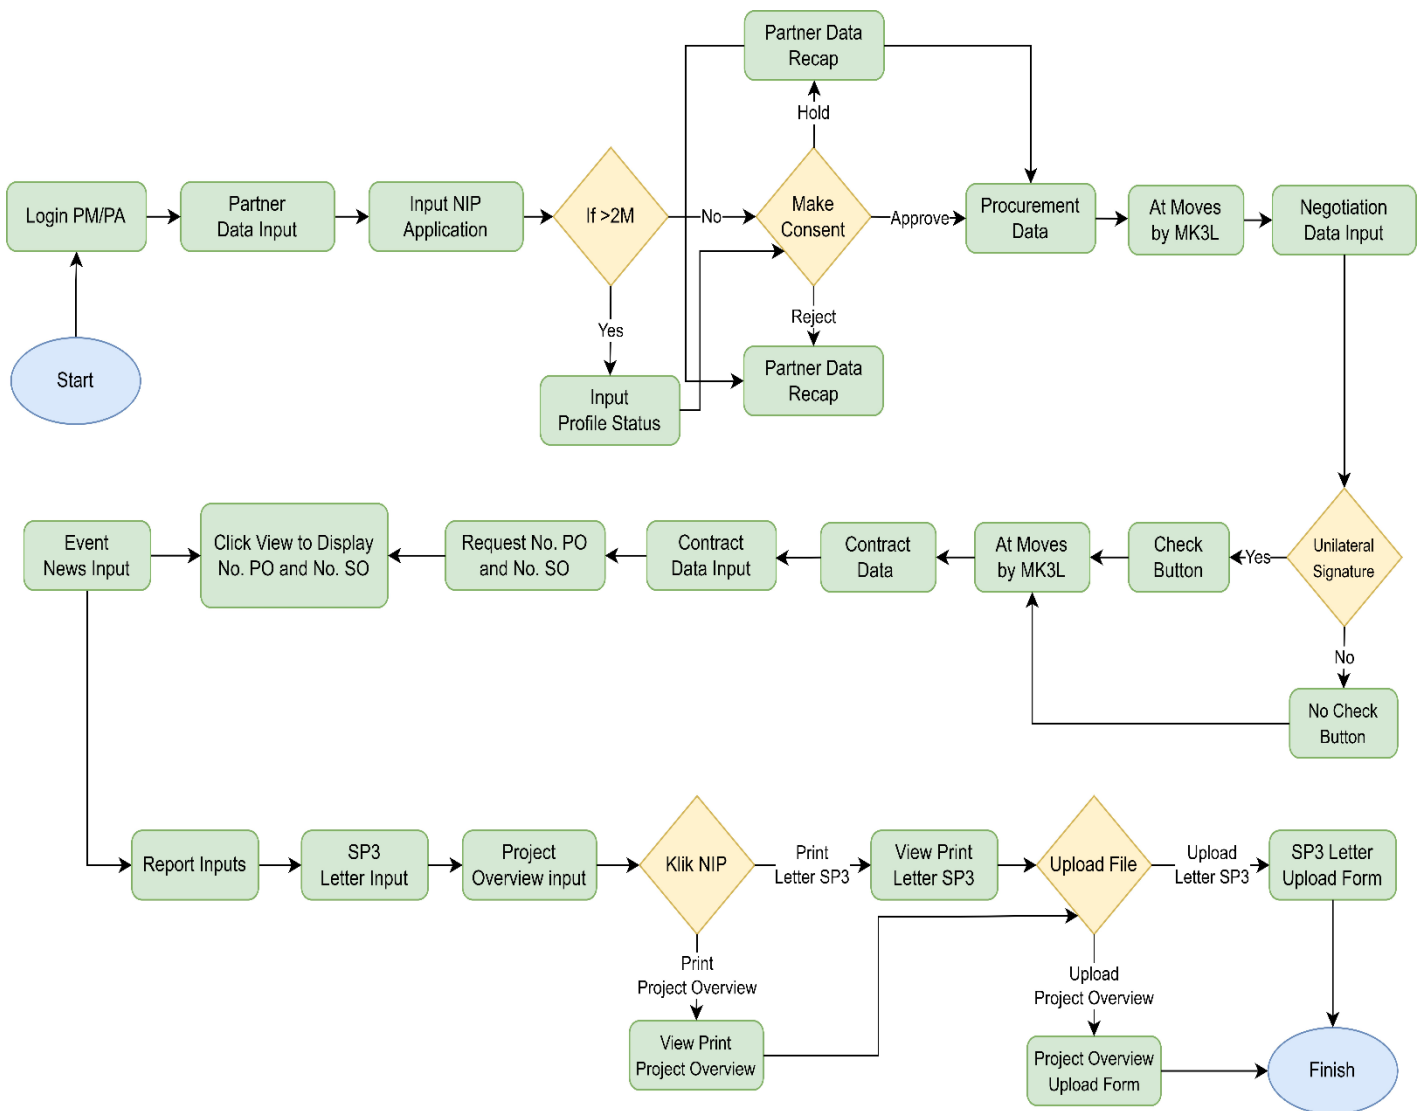 Partner Data
Recap
Hold
Login PM/PA
Partner
Data Input
Input NIP
Application
If >2M
No
Make
Consent
Approve
Procurement
Data
At Moves
by MK3L
Negotiation
Data Input
Start
Yes
Input
Profile Status
Reject
Partner Data
Recap
Event
News Input
Click View to Display
No. PO and No. SO
Request No. PO
and No. SO
Contract
Data Input
Contract
Data
At Moves
by MK3L
Check
Button
Yes
Unilateral
Signature
No
No Check
Button
Report Inputs
SP3
Letter Input
Project
Overview input
Klik NIP
Print
Letter SP3
View Print
Letter SP3
Upload File
Upload
Letter SP3
SP3 Letter
Upload Form
Print
Project Overview
View Print
Project Overview
Upload
Project Overview
Project Overview
Upload Form
Finish